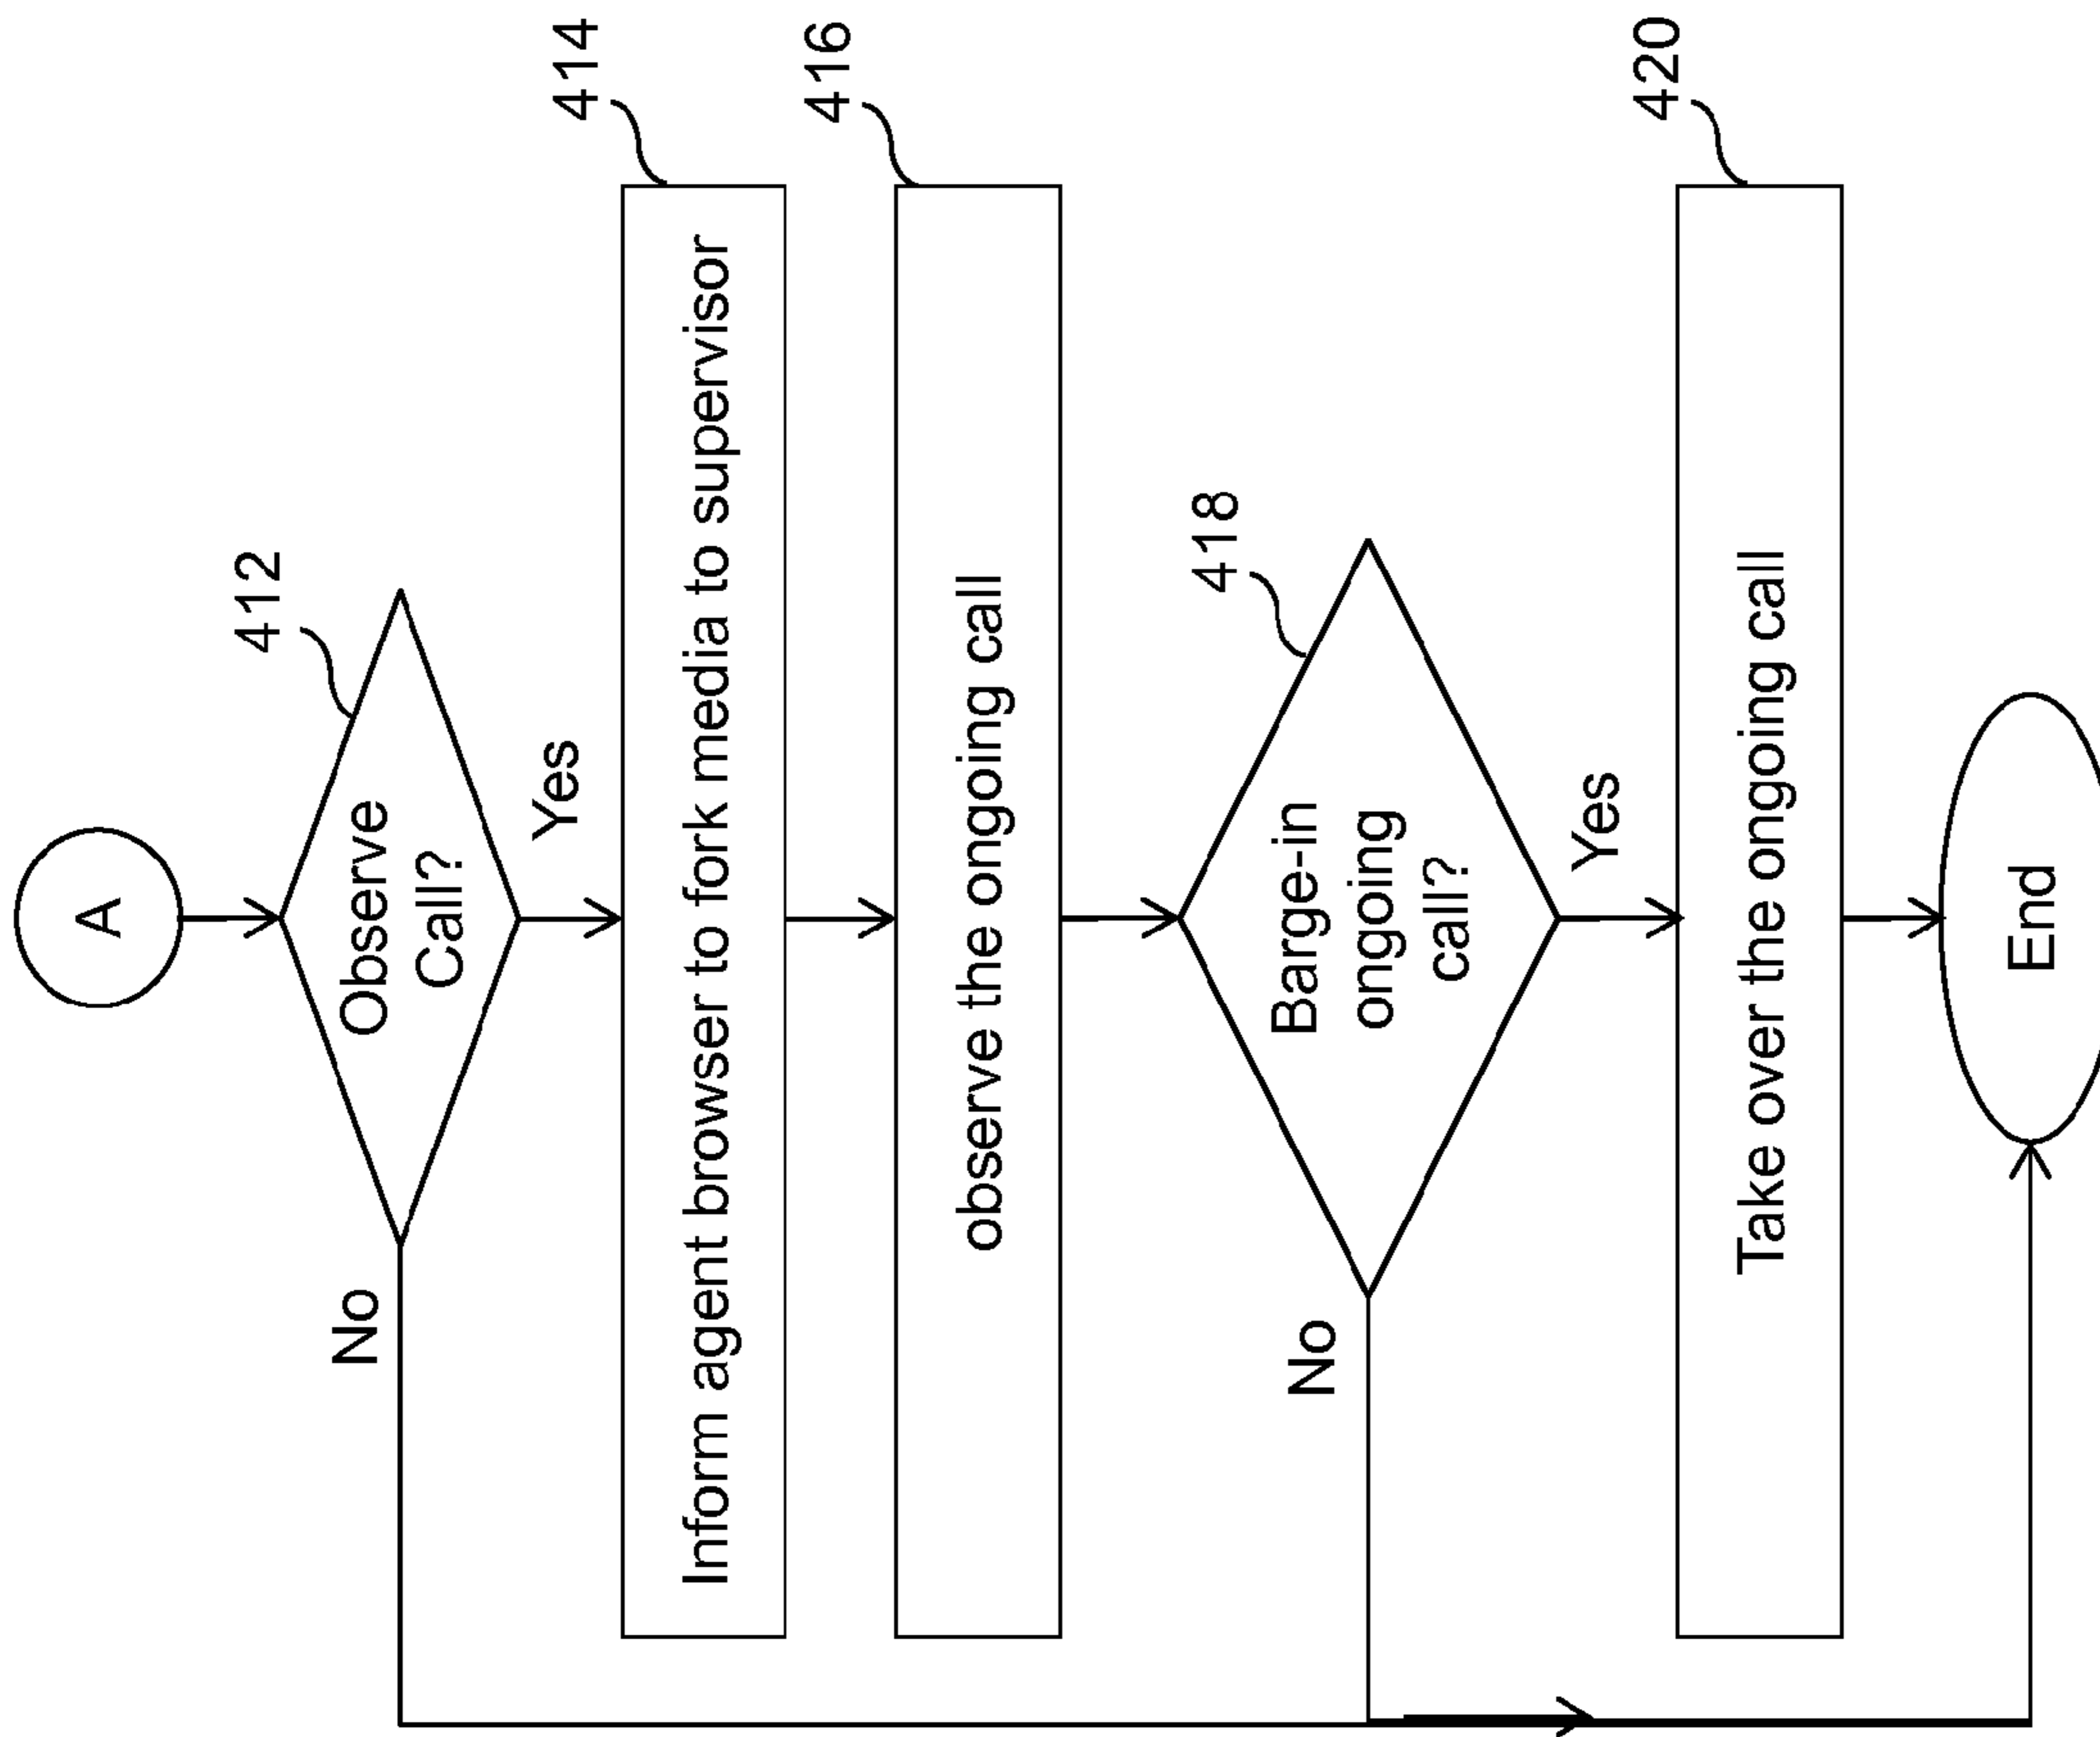 A
412
Observe
Call?
No
Yes
414
Inform agent browser to fork media to supervisor
416
observe the ongoing call
418
Barge-in
ongoing
call?
No
Yes
420
Take over the ongoing call
End